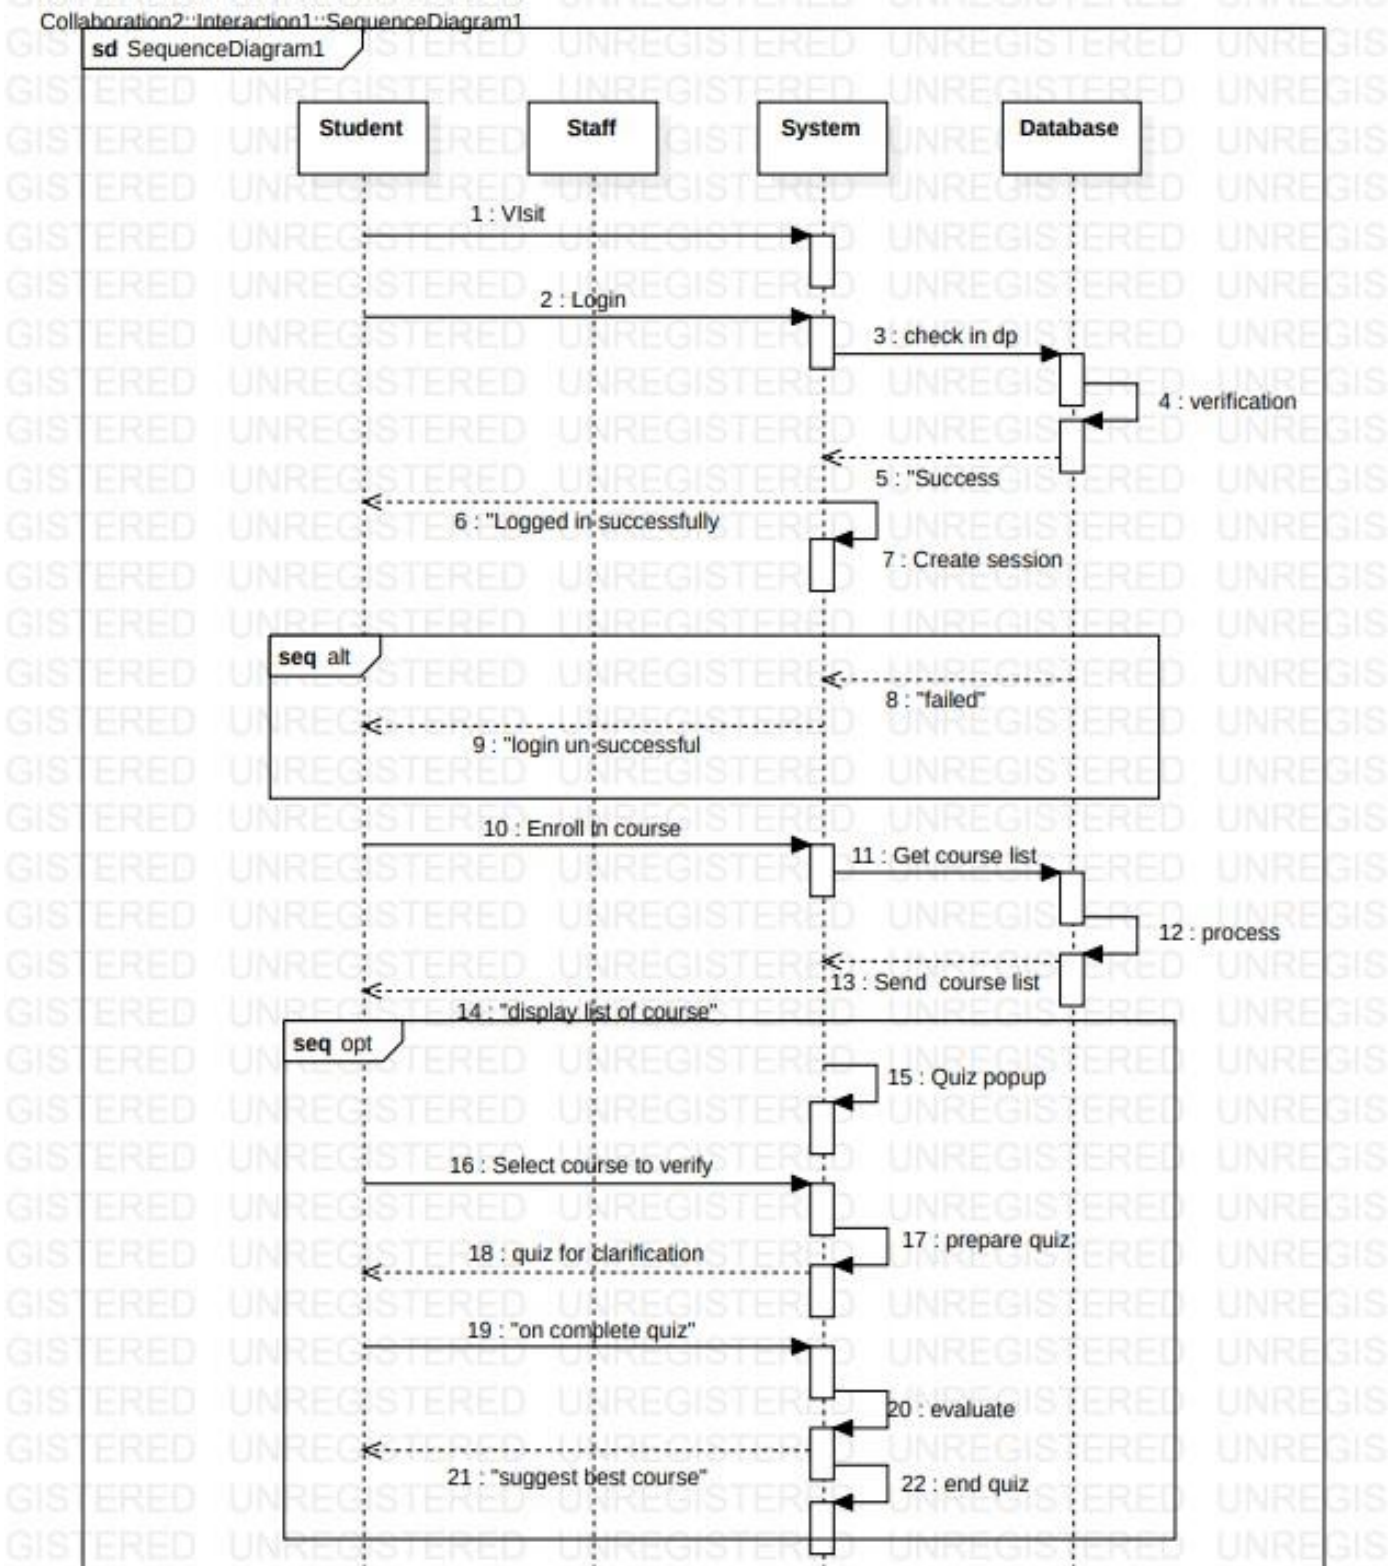 Collaboration2::Interaction1::SequenceDiagram1
sd SequenceDiagram1
Student
Staff
System
Database
1 : VIsit
2 : Login
3 : check in dp
4 : verification
5 : "Success
6 : "Logged in successfully
7 : Create session
seq alt
8 : "failed"
9 : "login un successful
10 : Enroll In course
11 : Get course list
12 : process
13 : Send  course list
14 : "display list of course"
seq opt
15 : Quiz popup
16 : Select course to verify
17 : prepare quiz
18 : quiz for clarification
19 : "on complete quiz"
20 : evaluate
21 : "suggest best course"
22 : end quiz
UNREGISTERED